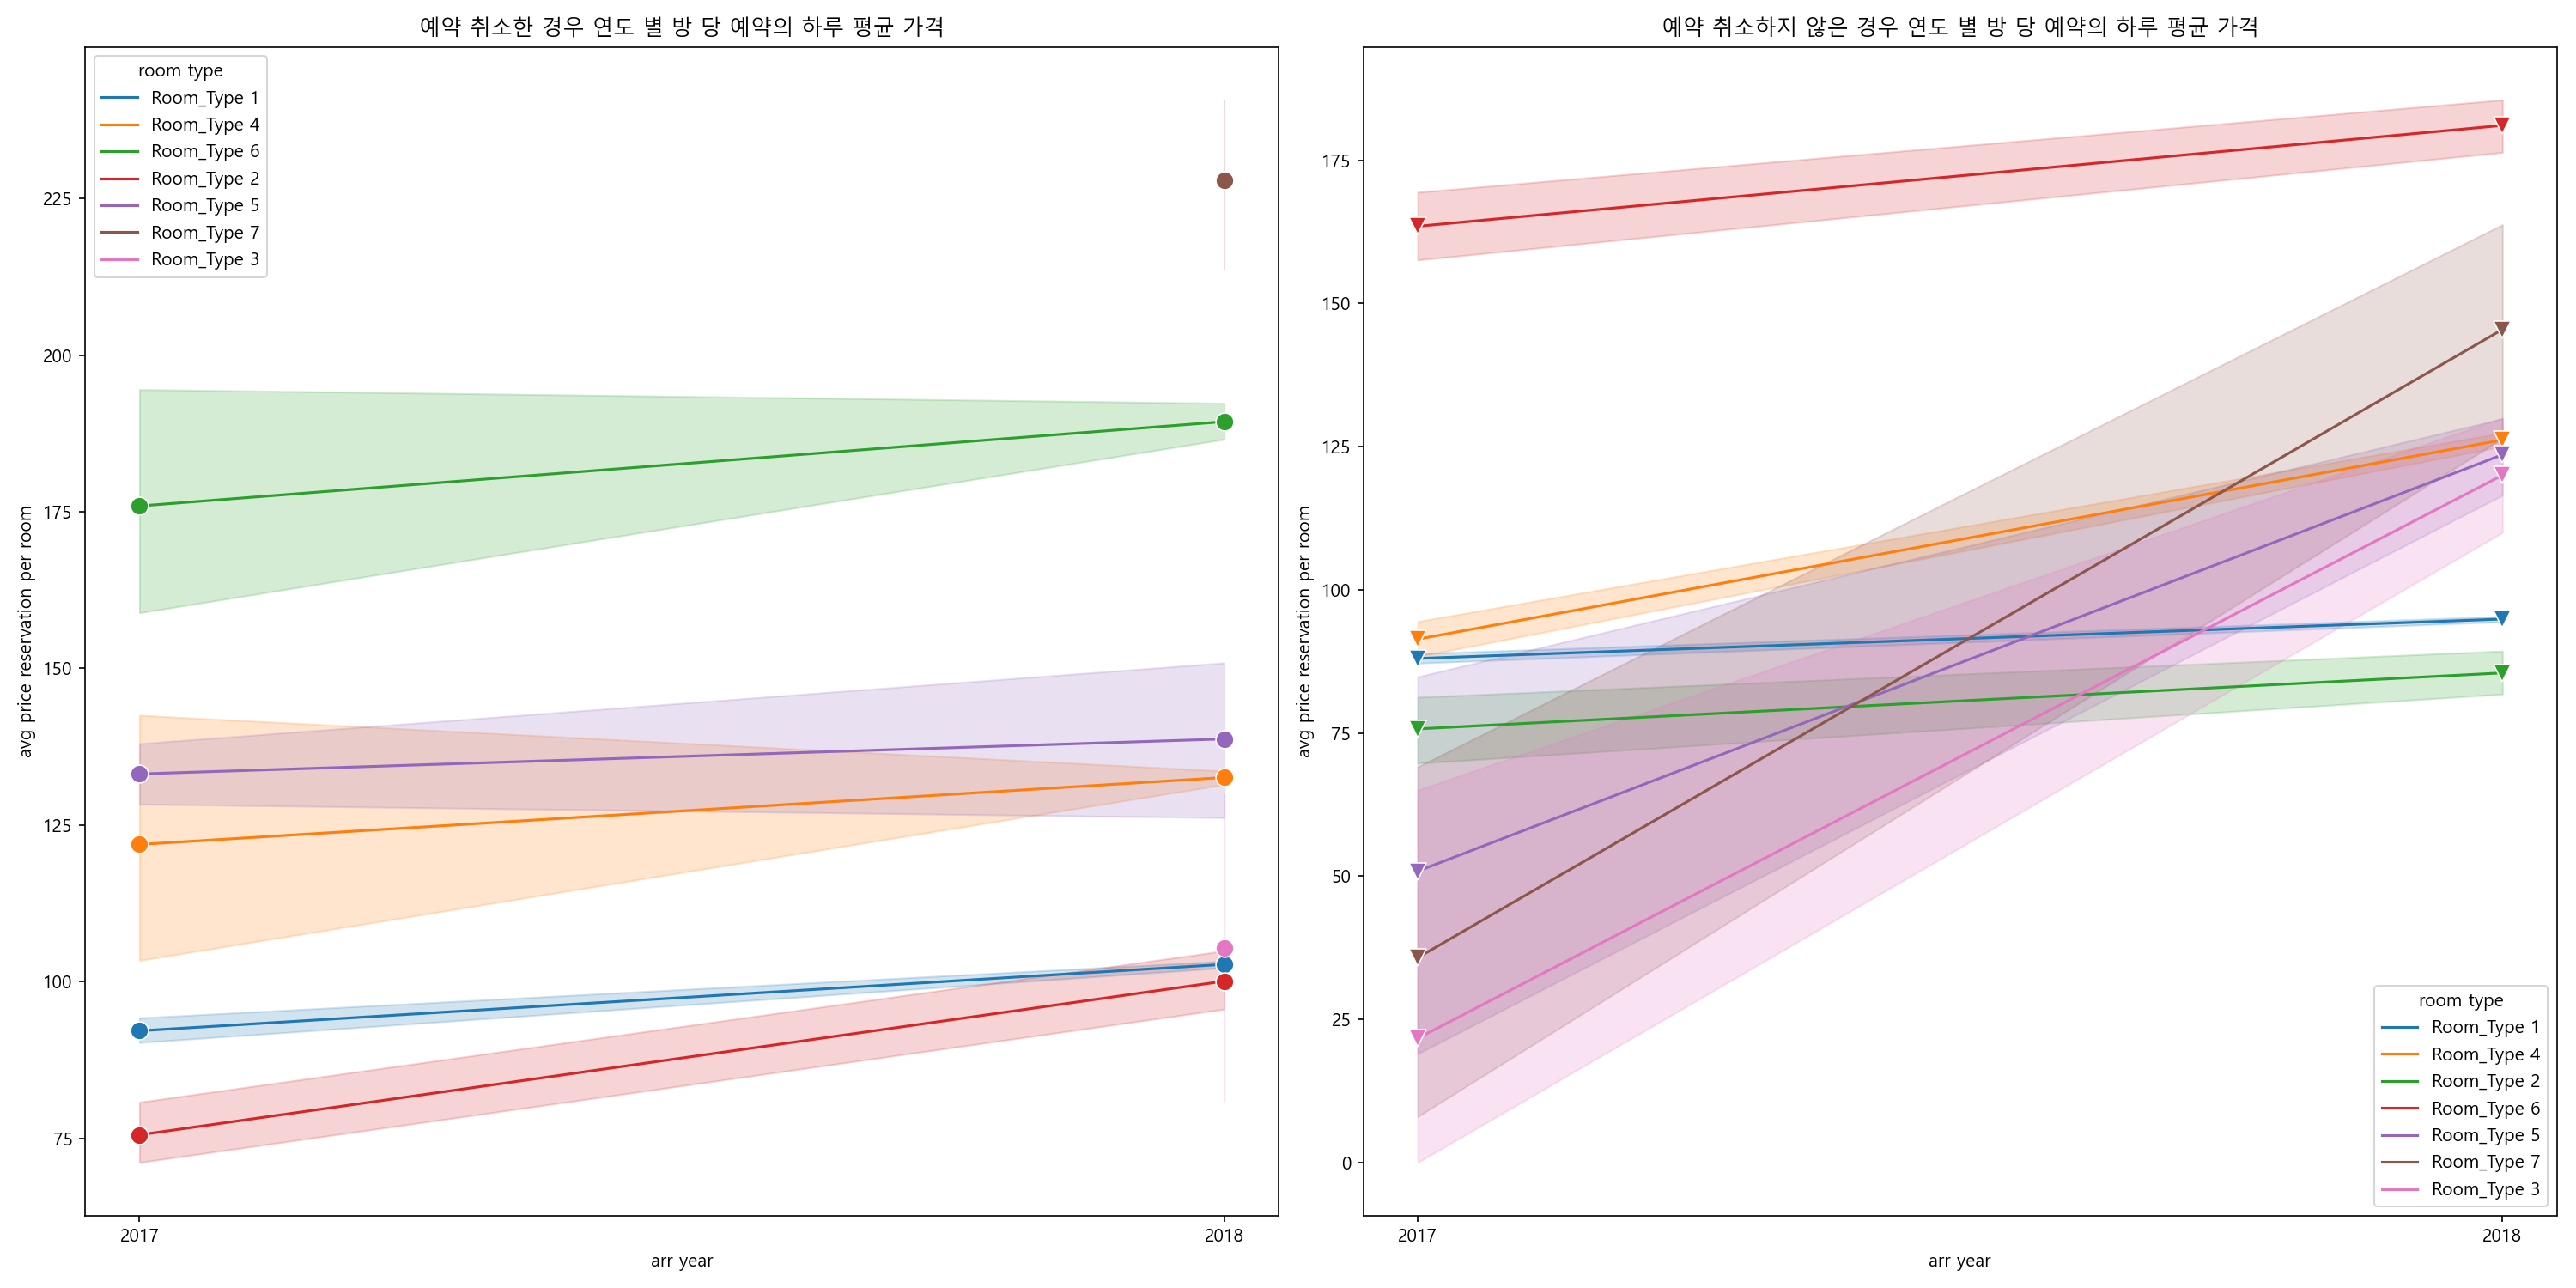 예약 취소한 경우 연도 별 방 당 예약의 하루 평균 가격
room type
Room_Type 1
Room_Type 4
Room_Type 6
Room_Type 2
Room_Type 5
Room_Type 7
Room_Type 3
225
200
175
150
125
100
75
avg price reservation per room
2017
2018
arr year
예약 취소하지 않은 경우 연도 별 방 당 예약의 하루 평균 가격
175
150
125
100
75
50
25
0
avg price reservation per room
room type
Room_Type 1
Room_Type 4
Room_Type 2
Room_Type 6
Room_Type 5
Room_Type 7
Room_Type 3
2017
2018
arr year